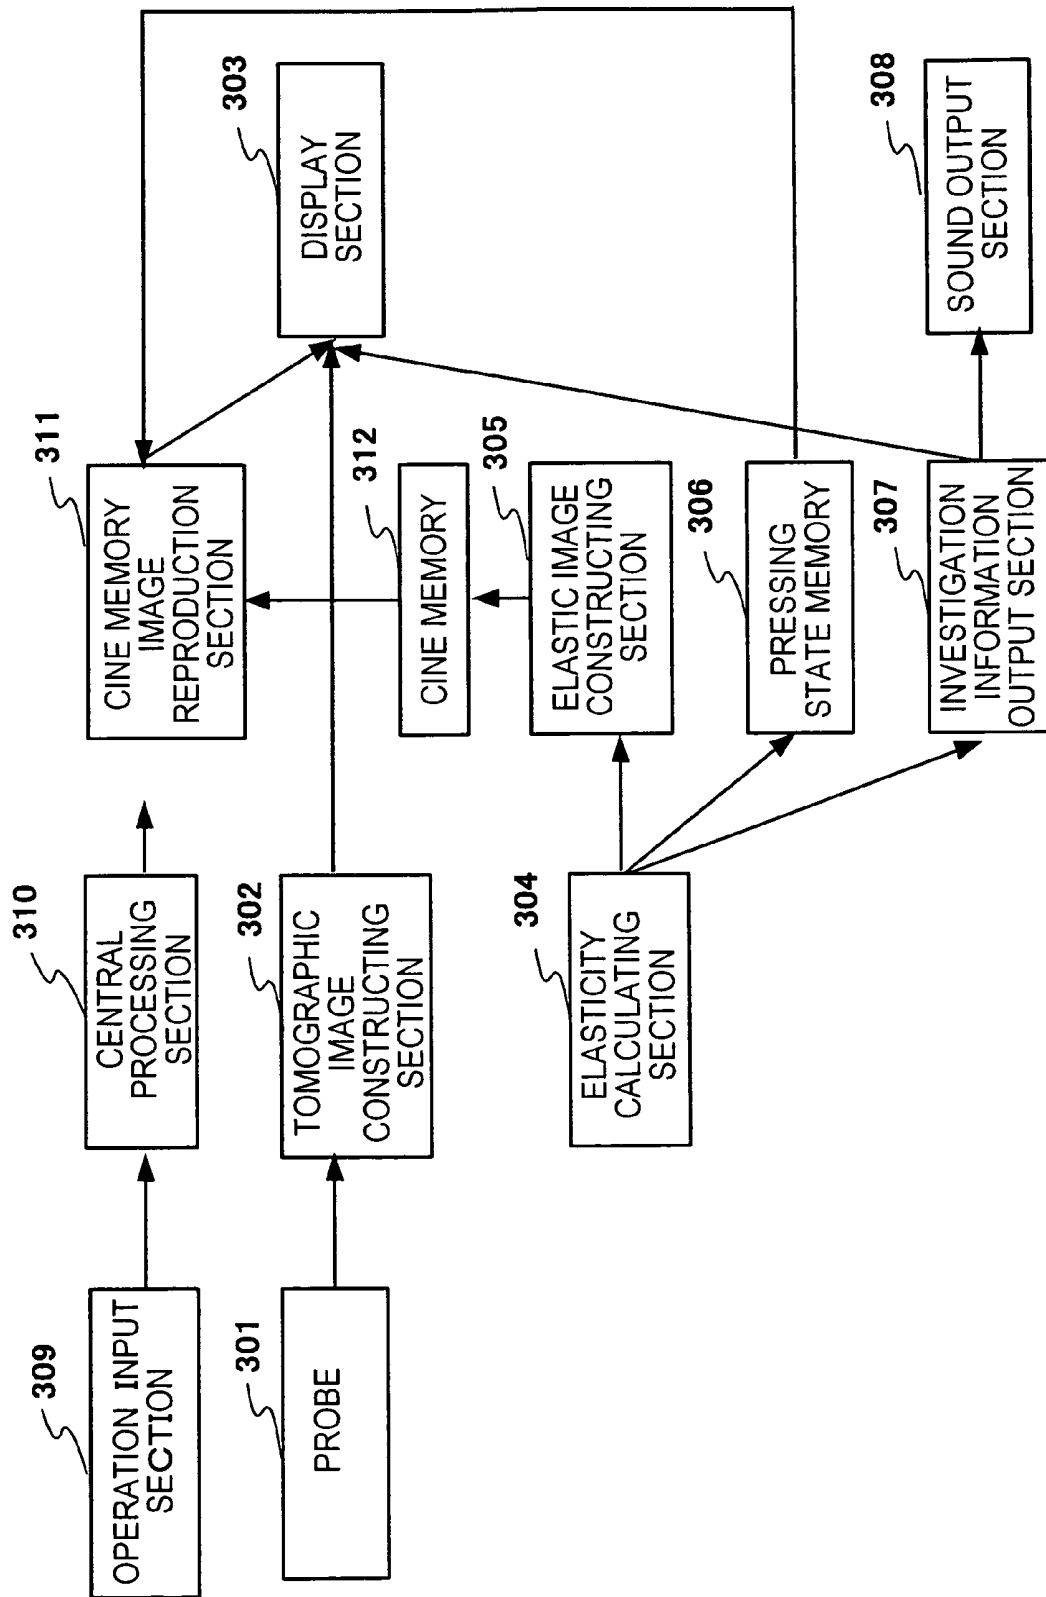 309
OPERATION INPUT
SECTION
310
CENTRAL
PROCESSING
SECTION
311
CINE MEMORY
IMAGE
REPRODUCTION
SECTION
301
PROBE
302
TOMOGRAPHIC
IMAGE
CONSTRUCTING
SECTION
303
DISPLAY
SECTION
312
CINE MEMORY
304
ELASTICITY
CALCULATING
SECTION
305
ELASTIC IMAGE
CONSTRUCTING
SECTION
306
PRESSING
STATE MEMORY
307
INVESTIGATION
INFORMATION
OUTPUT SECTION
308
SOUND OUTPUT
SECTION